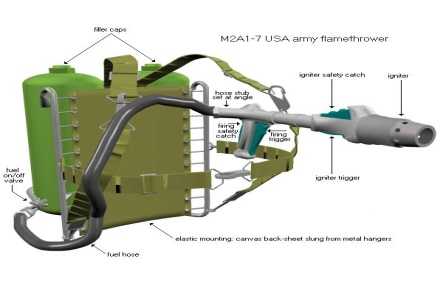 filler caps
M2A1-7 USA army flamethrower
igniter safety catch
igniter
hose stub
set at angle
firing
safety
catch
firing
trigger
igniter trigger
fuel
on/off
valve
elastic mounting: canvas back-sheet slung from metal hangers
fuel hose